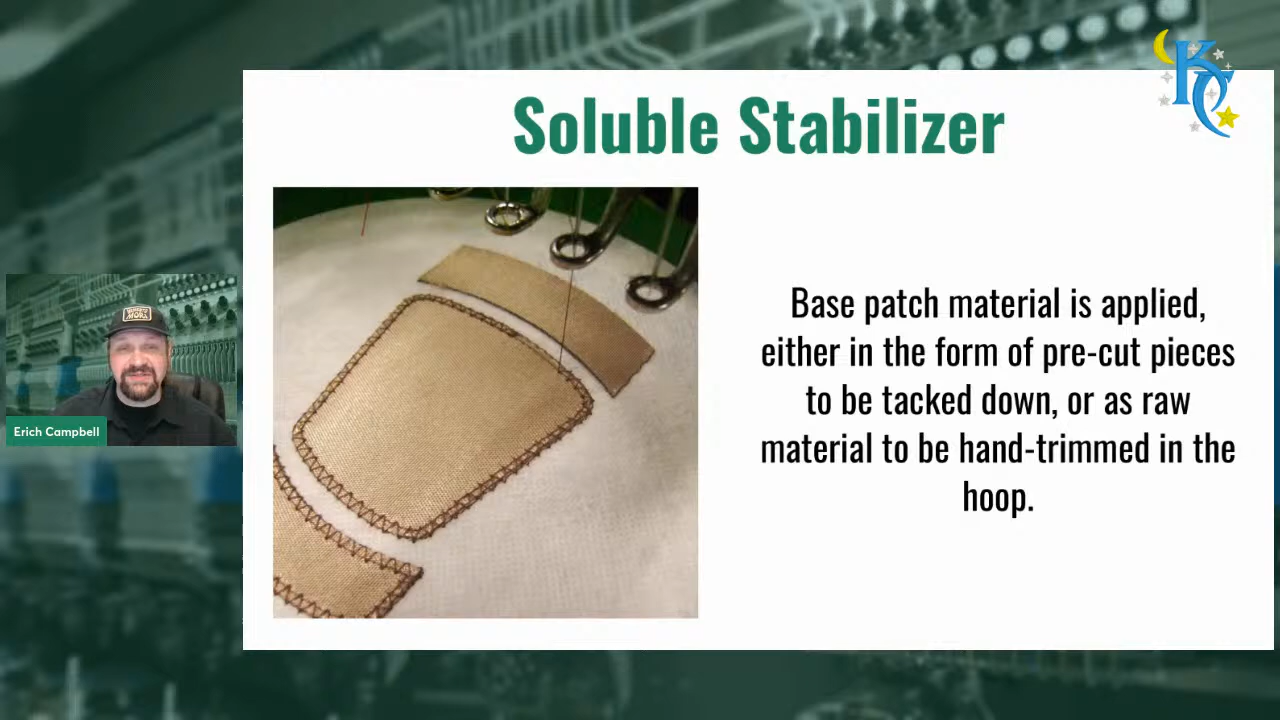 KC
Soluble Stabilizer
Base patch material is applied,
either in the form of pre-cut pieces
to be tacked down, or as raw
material to be hand-trimmed in the
hoop.
Erich Campbell